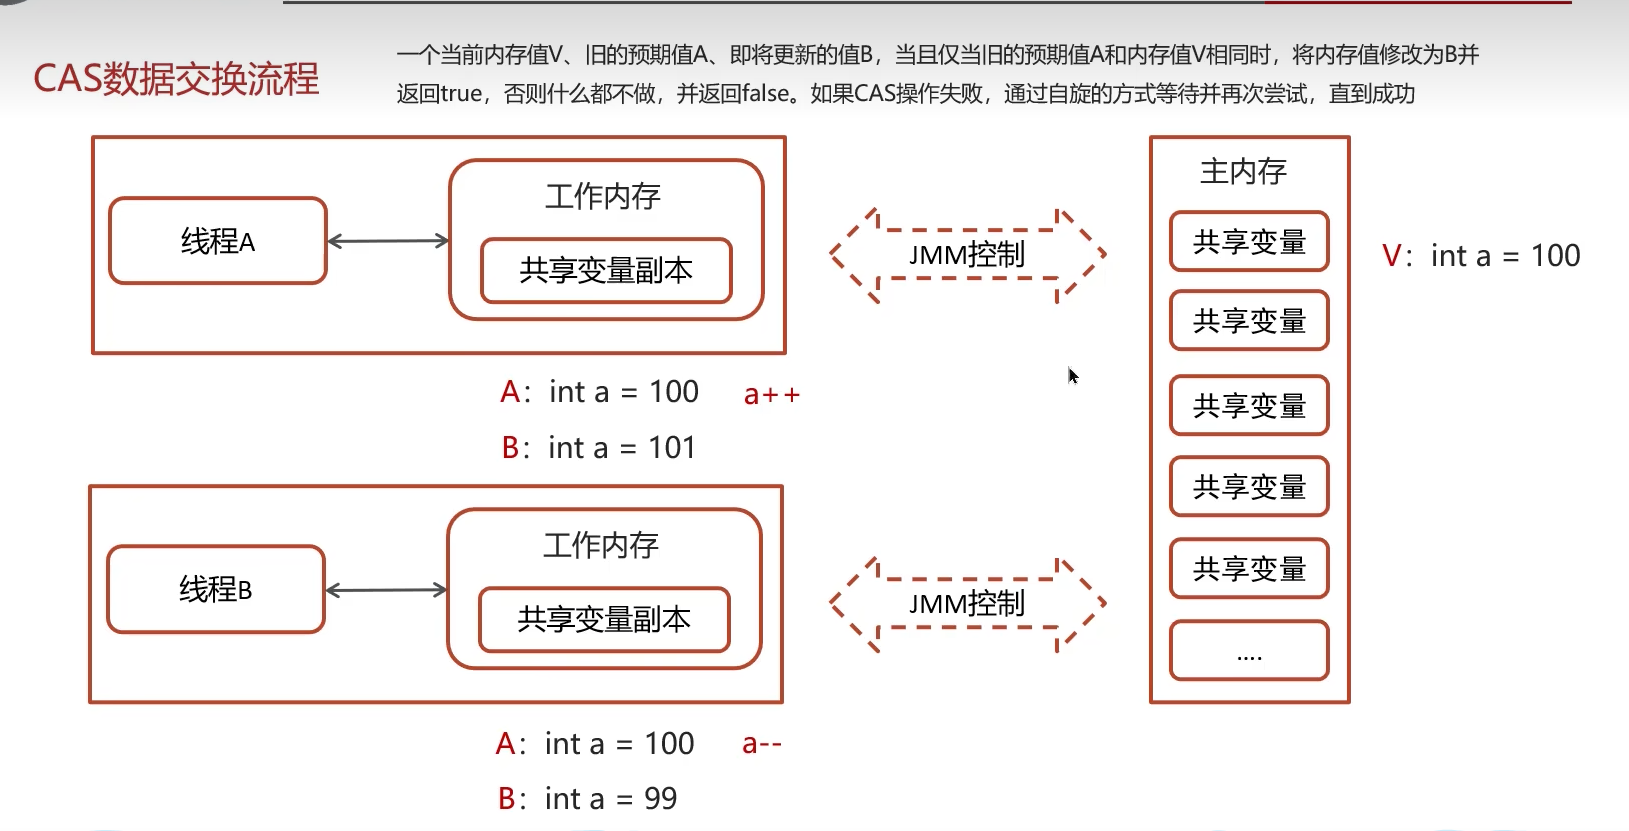 CAS数据交换流程
一个当前内存值V、旧的预期值A、即将更新的值B，当且仅当旧的预期值A和内存值V相同时，将内存值修改为B并
返回true，否则什么都不做，并返回false。如果CAS操作失败，通过自旋的方式等待并再次尝试，直到成功
线程A
工作内存
共享变量副本
JMM控制
A：int a = 100
a++
B：int a = 101
线程B
工作内存
共享变量副本
JMM控制
A：int a = 100
a--
B：int a = 99
主内存
共享变量
V：int a = 100
共享变量
共享变量
共享变量
共享变量
....